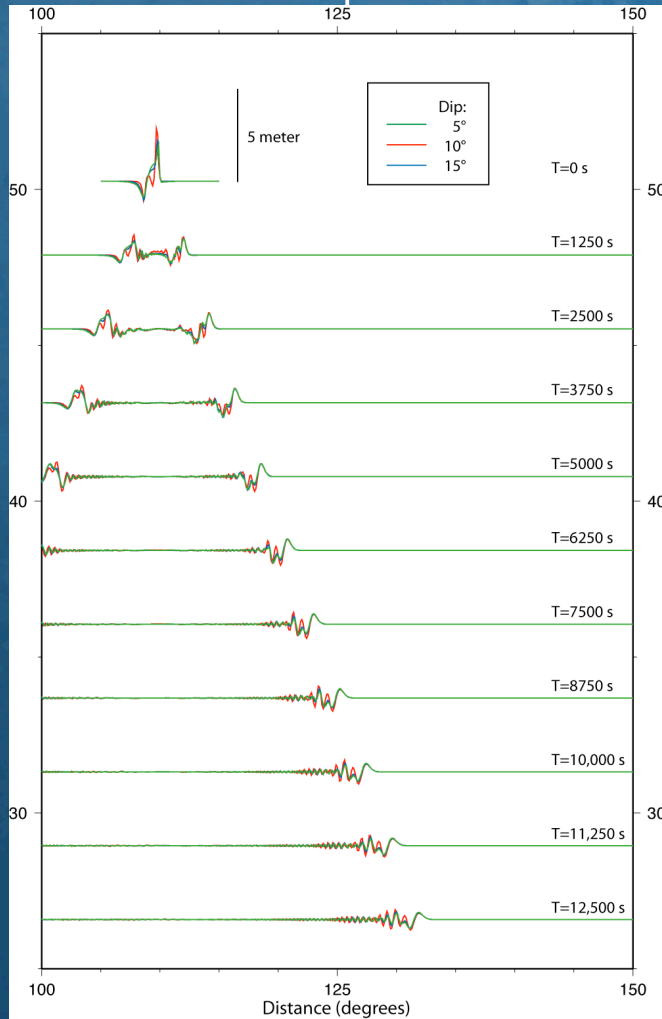 100 125 150
Dip:
5 meter
5°
10°
15°
T=0 s
50 50
T=1250 s
T=2500 s
T=3750 s
T=5000 s
40 40
T=6250 s
T=7500 s
T=8750 s
T=10,000 s
30 30
T=11,250 s
T=12,500 s
100 125 150
Distance (degrees)